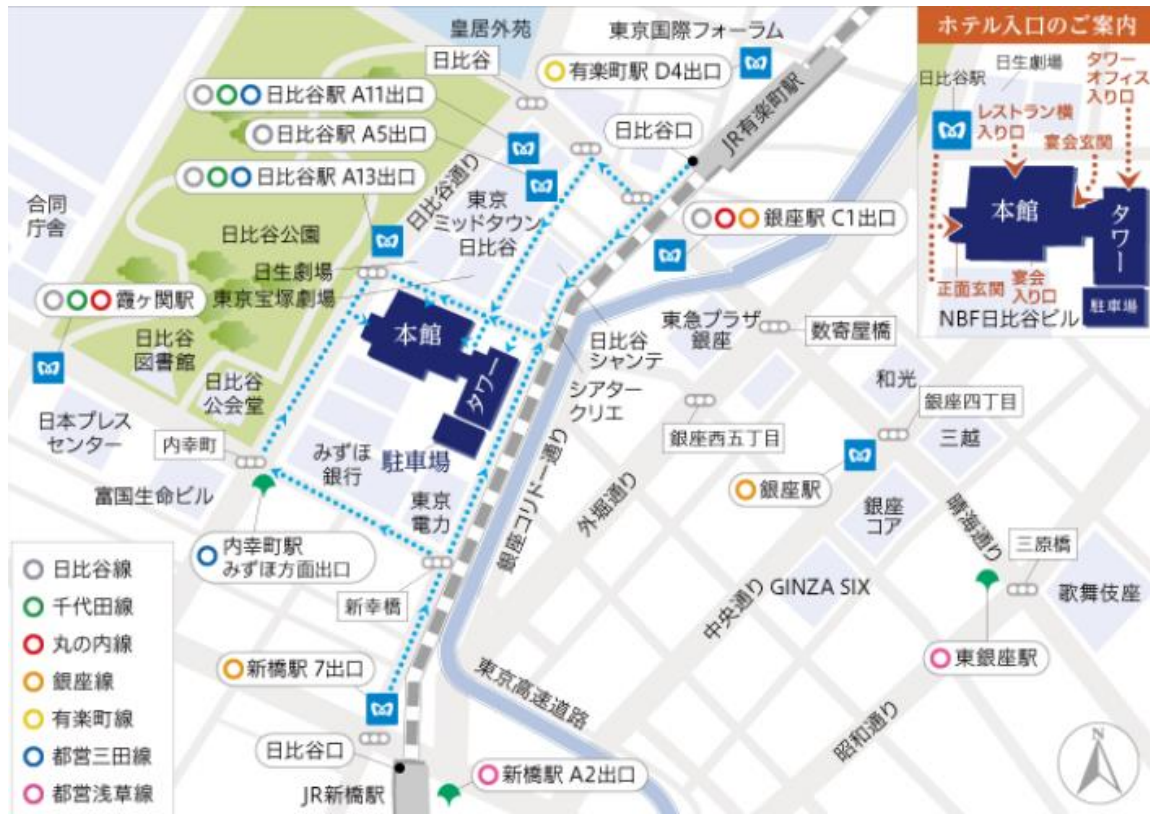 皇居外苑
日比谷
東京国際フォーラム
有楽町駅 D4出口
日比谷駅 A11出口
日比谷駅 A5出口
日比谷駅 A13出口
日比谷口
JR有楽町駅
日比谷通り
東京
ミッドタウン
日比谷
銀座駅 C1出口
合同
庁舎
日比谷公園
日生劇場
東京宝塚劇場
霞ヶ関駅
本館
タワー
駐車場
日比谷
図書館
日比谷
公会堂
日本プレス
センター
内幸町
富国生命ビル
みずほ
銀行
東京
電力
内幸町駅
みずほ方面出口
新幸橋
新橋駅 7出口
日比谷口
JR新橋駅
新橋駅 A2出口
日比谷
シャンテ
シアター
クリエ
東急プラザ
銀座
数寄屋橋
銀座西五丁目
和光
銀座四丁目
三越
銀座駅
銀座
コア
銀座コリドー通り
外堀通り
中央通り
GINZA SIX
晴海通り
三原橋
歌舞伎座
東銀座駅
昭和通り
東京高速道路
N
日比谷線
千代田線
丸の内線
銀座線
有楽町線
都営三田線
都営浅草線
ホテル入口のご案内
日比谷駅
日生劇場
タワー
オフィス
入り口
レストラン横
入り口
宴会玄関
本館
タワー
正面玄関
宴会
入り口
駐車場
NBF日比谷ビル